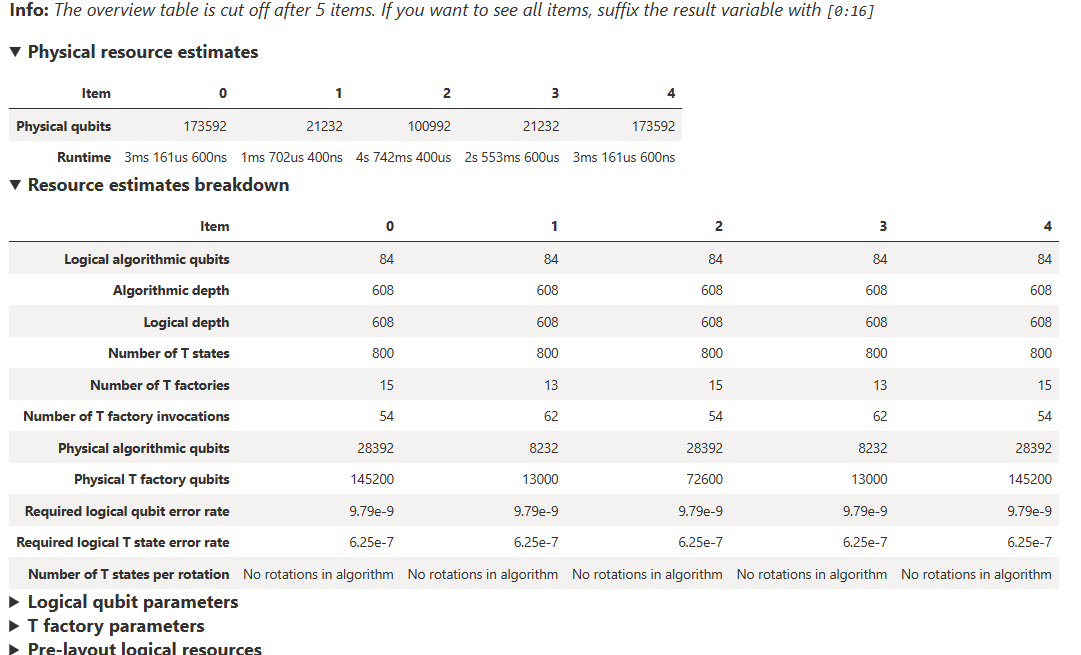 Info: The overview table is cut off after 5 items. If you want to see all items, suffix the result variable with [0:16]
▼ Physical resource estimates
Item 0 1 2 3 4
Physical qubits 173592 21232 100992 21232 173592
Runtime 3ms 161us 600ns 1ms 702us 400ns 4s 742ms 400us 2s 553ms 600us 3ms 161us 600ns
▼ Resource estimates breakdown
Item 0 1 2 3 4
Logical algorithmic qubits 84 84 84 84 84
Algorithmic depth 608 608 608 608 608
Logical depth 608 608 608 608 608
Number of T states 800 800 800 800 800
Number of T factories 15 13 15 13 15
Number of T factory invocations 54 62 54 62 54
Physical algorithmic qubits 28392 8232 28392 8232 28392
Physical T factory qubits 145200 13000 72600 13000 145200
Required logical qubit error rate 9.79e-9 9.79e-9 9.79e-9 9.79e-9 9.79e-9
Required logical T state error rate 6.25e-7 6.25e-7 6.25e-7 6.25e-7 6.25e-7
Number of T states per rotation No rotations in algorithm No rotations in algorithm No rotations in algorithm No rotations in algorithm No rotations in algorithm
▶ Logical qubit parameters
▶ T factory parameters
▶ Pre-layout logical resources